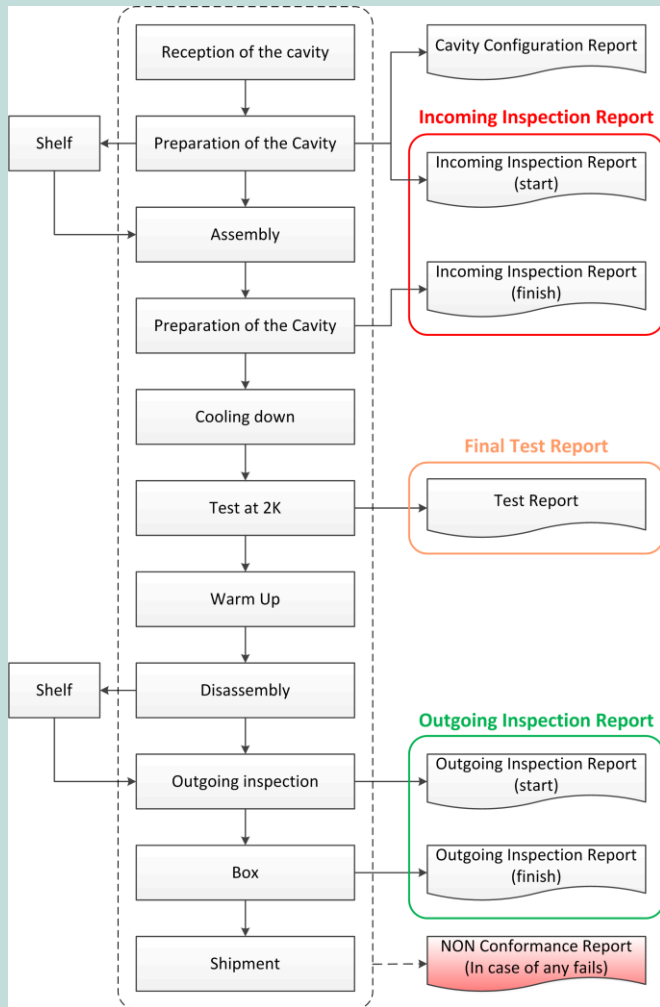 Reception of the cavity
Cavity Configuration Report
Incoming Inspection Report
Shelf
Preparation of the Cavity
Incoming Inspection Report
(start)
Assembly
Incoming Inspection Report
(finish)
Preparation of the Cavity
Cooling down
Final Test Report
Test at 2K
Test Report
Warm Up
Shelf
Disassembly
Outgoing Inspection Report
Outgoing inspection
Outgoing Inspection Report
(start)
Box
Outgoing Inspection Report
(finish)
Shipment
NON Conformance Report
(In case of any fails)